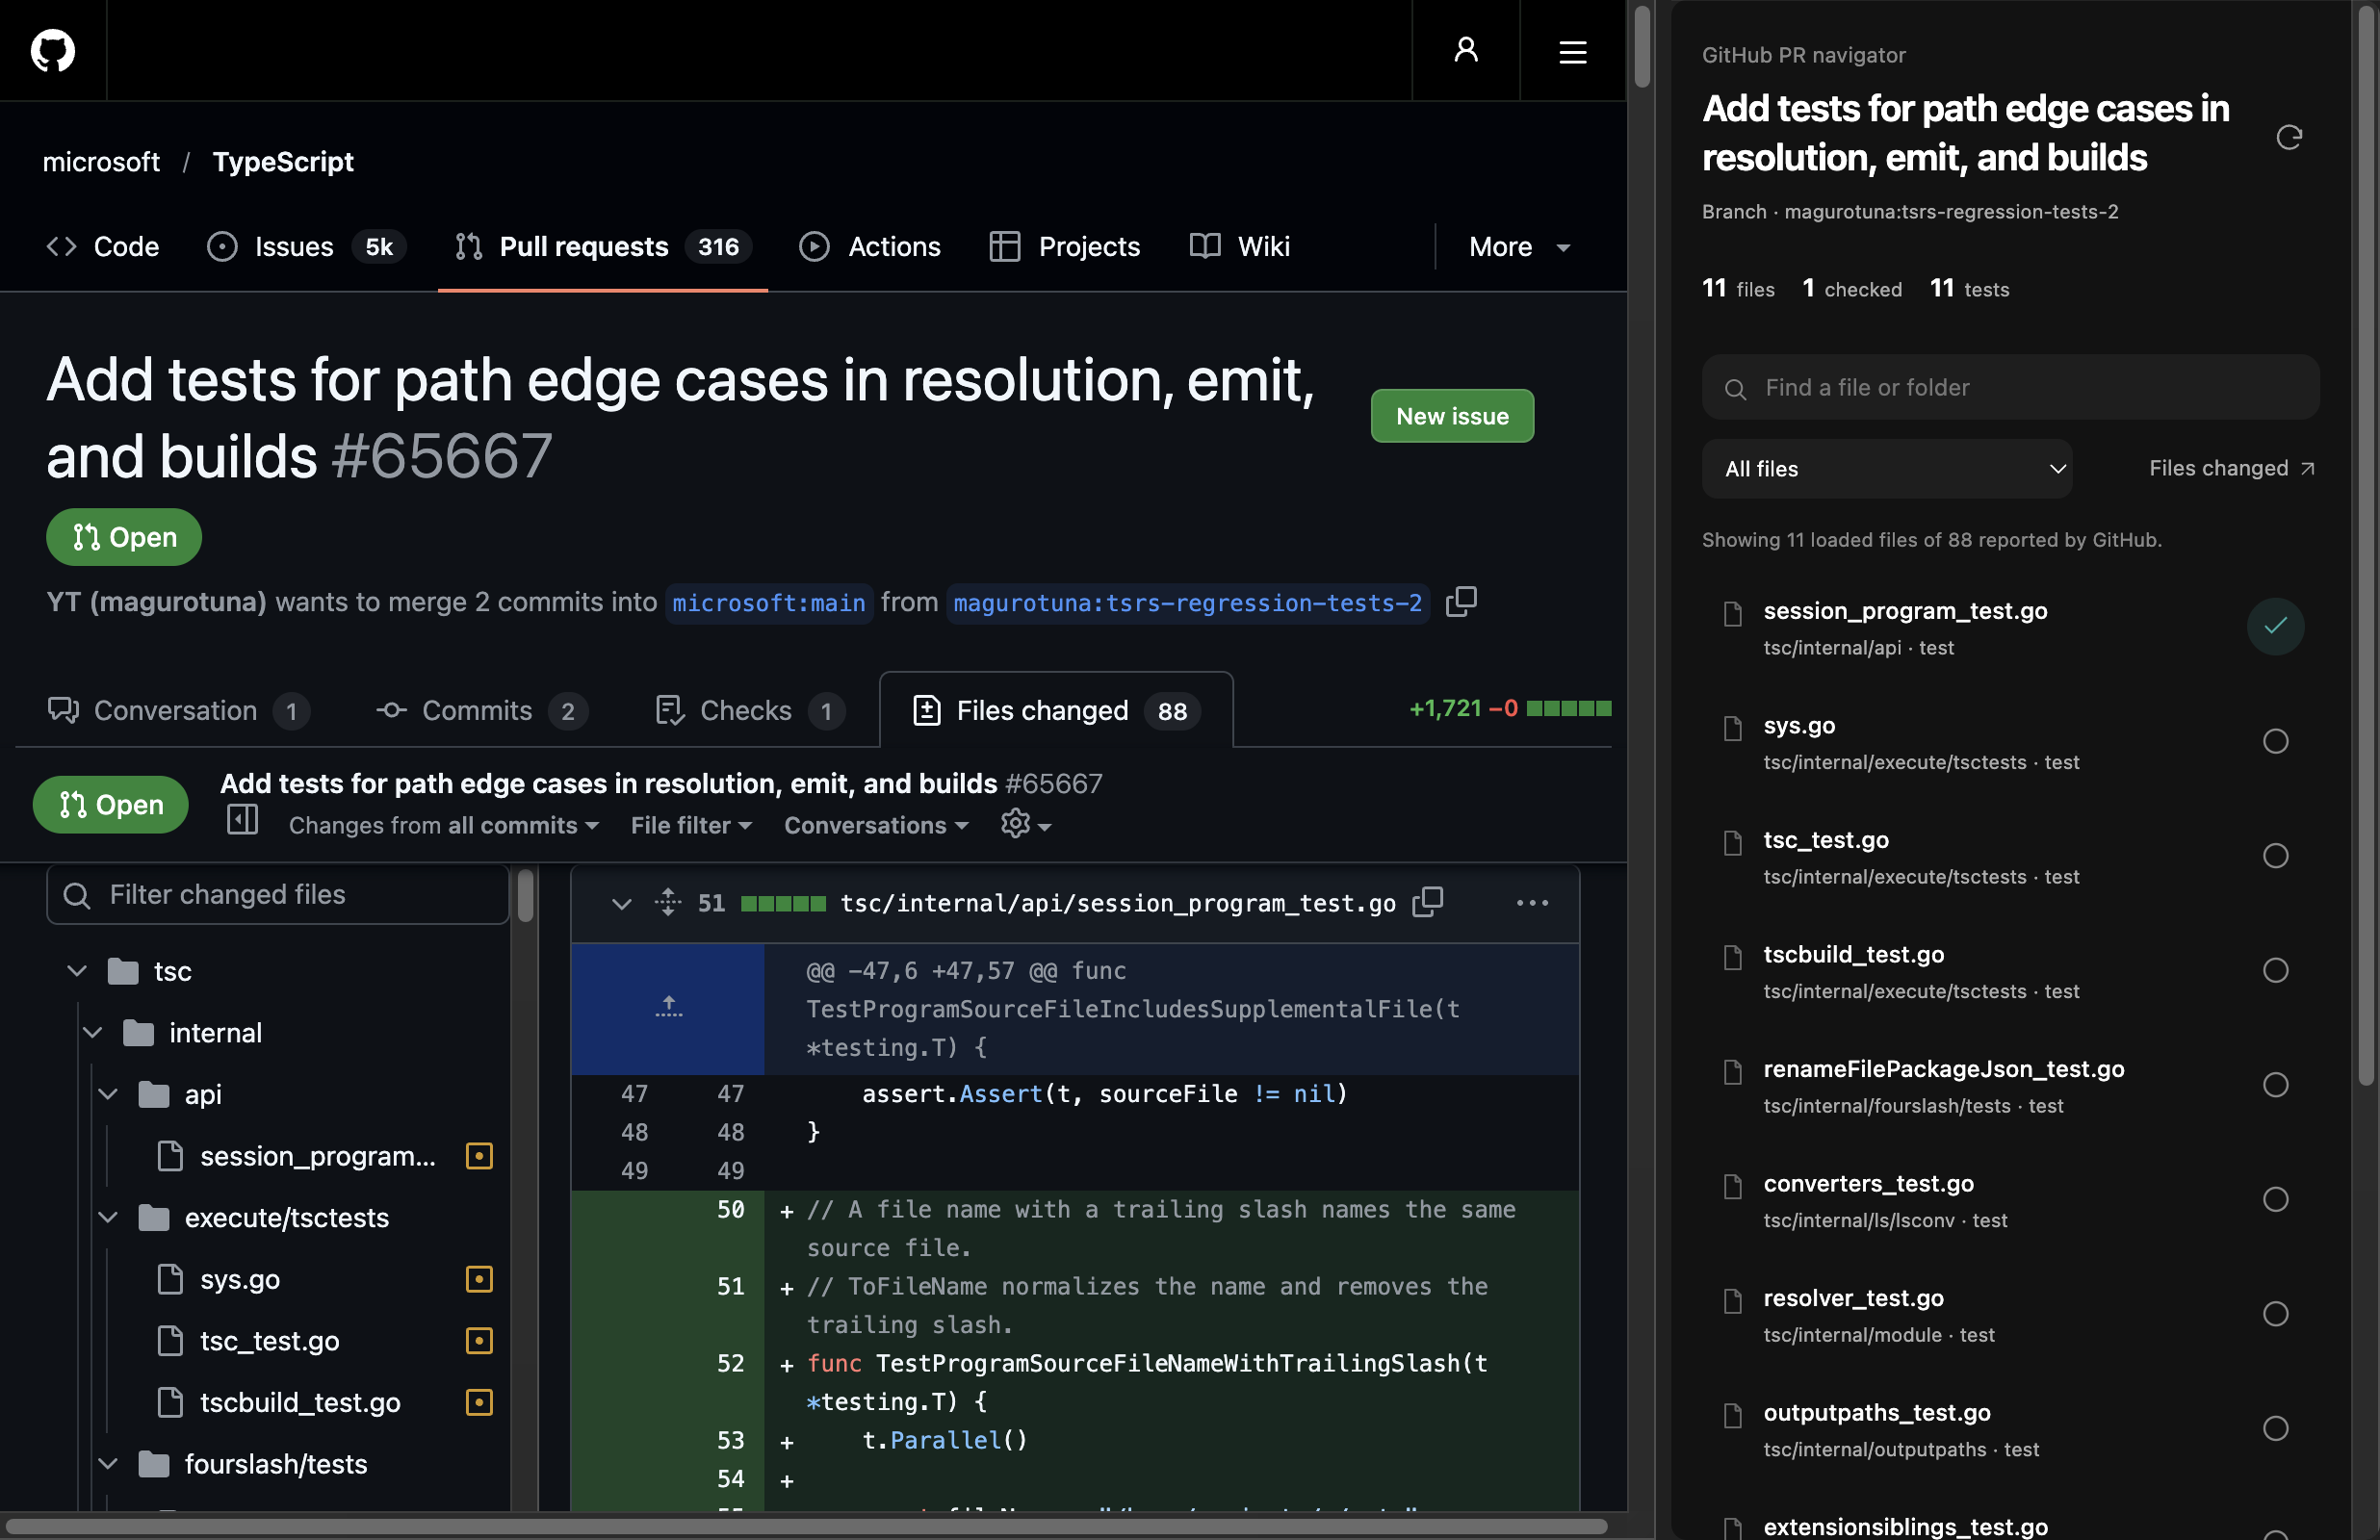 microsoft / TypeScript
Code
Issues 5k
Pull requests 316
Actions
Projects
Wiki
More
Add tests for path edge cases in resolution, emit,
and builds #65667
New issue
Open
YT (magurotuna) wants to merge 2 commits into microsoft:main from magurotuna:tsrs-regression-tests-2
Conversation 1
Commits 2
Checks 1
Files changed 88
+1,721 −0
Open
Add tests for path edge cases in resolution, emit, and builds #65667
Changes from all commits
File filter
Conversations
Filter changed files
tsc
internal
api
session_program...
execute/tsctests
sys.go
tsc_test.go
tscbuild_test.go
fourslash/tests
51 tsc/internal/api/session_program_test.go
@@ -47,6 +47,57 @@ func
TestProgramSourceFileIncludesSupplementalFile(t
*testing.T) {
47 47 assert.Assert(t, sourceFile != nil)
48 48 }
49 49
50 + // A file name with a trailing slash names the same
source file.
51 + // ToFileName normalizes the name and removes the
trailing slash.
52 + func TestProgramSourceFileNameWithTrailingSlash(t
*testing.T) {
53 + t.Parallel()
54 +
GitHub PR navigator
Add tests for path edge cases in
resolution, emit, and builds
Branch · magurotuna:tsrs-regression-tests-2
11 files 1 checked 11 tests
Find a file or folder
All files
Files changed
Showing 11 loaded files of 88 reported by GitHub.
session_program_test.go
tsc/internal/api · test
sys.go
tsc/internal/execute/tsctests · test
tsc_test.go
tsc/internal/execute/tsctests · test
tscbuild_test.go
tsc/internal/execute/tsctests · test
renameFilePackageJson_test.go
tsc/internal/fourslash/tests · test
converters_test.go
tsc/internal/ls/lsconv · test
resolver_test.go
tsc/internal/module · test
outputpaths_test.go
tsc/internal/outputpaths · test
extensionsiblings_test.go